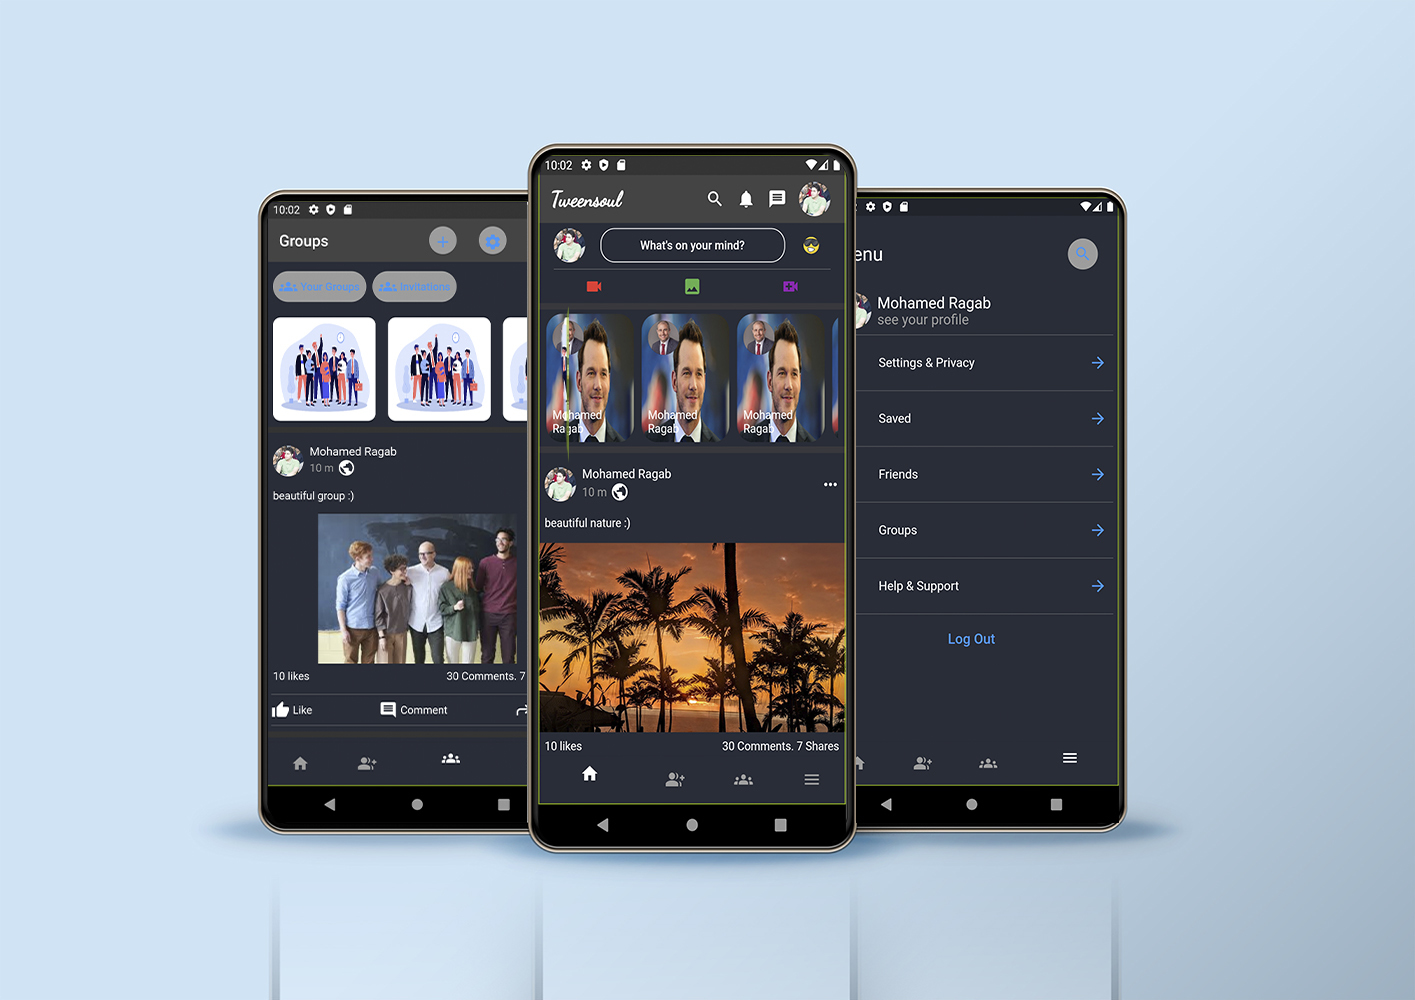 10:02
Groups
Your Groups
Invitations
Mohamed Ragab
10 m
beautiful group :)
10 likes
30 Comments. 7
Like
Comment
10:02
Tweensoul
What's on your mind?
Mohamed
Ragab
Mohamed
Ragab
Mohamed
Ragab
Mohamed Ragab
10 m
beautiful nature :)
10 likes
30 Comments. 7 Shares
enu
Mohamed Ragab
see your profile
Settings & Privacy
Saved
Friends
Groups
Help & Support
Log Out